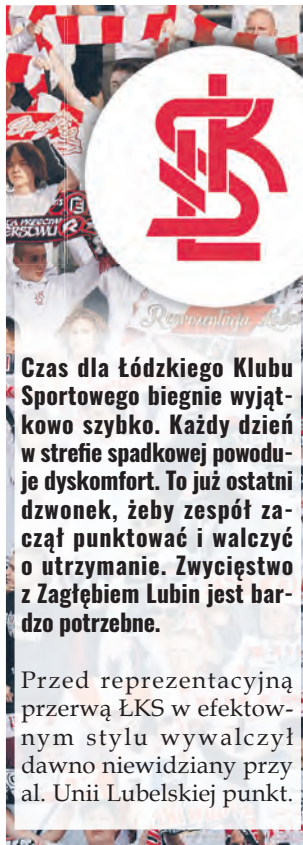 ŁKS
Reprezentacja
Czas dla Łódzkiego Klubu
Sportowego biegnie wyjąt-
kowo szybko. Każdy dzień
w strefie spadkowej powodu-
je dyskomfort. To już ostatni
dzwonek, żeby zespół za-
czął punktować i walczyć
o utrzymanie. Zwycięstwo
z Zagłębiem Lubin jest bar-
dzo potrzebne.
Przed reprezentacyjną
przerwą ŁKS w efektow-
nym stylu wywalczył
dawno niewidziany przy
al. Unii Lubelskiej punkt.